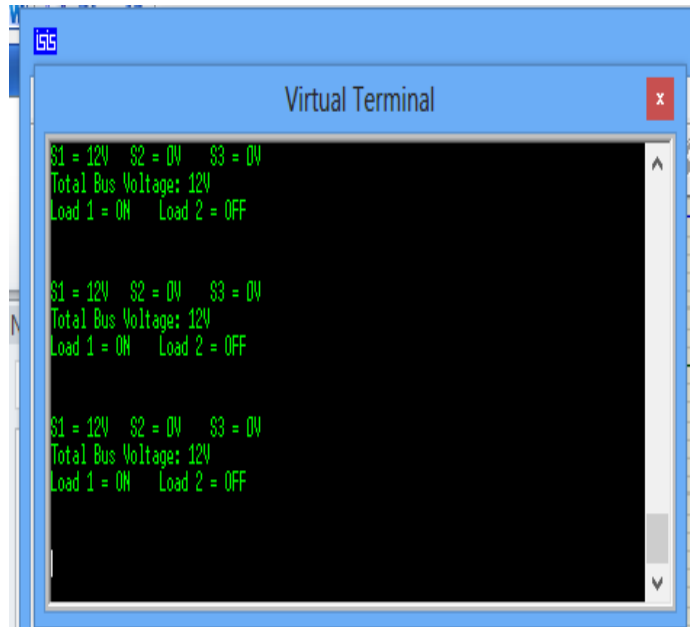 isis
Virtual Terminal
x
S1 = 12V S2 = 0V S3 = 0V
Total Bus Voltage: 12V
Load 1 = ON Load 2 = OFF
S1 = 12V S2 = 0V S3 = 0V
Total Bus Voltage: 12V
Load 1 = ON Load 2 = OFF
S1 = 12V S2 = 0V S3 = 0V
Total Bus Voltage: 12V
Load 1 = ON Load 2 = OFF